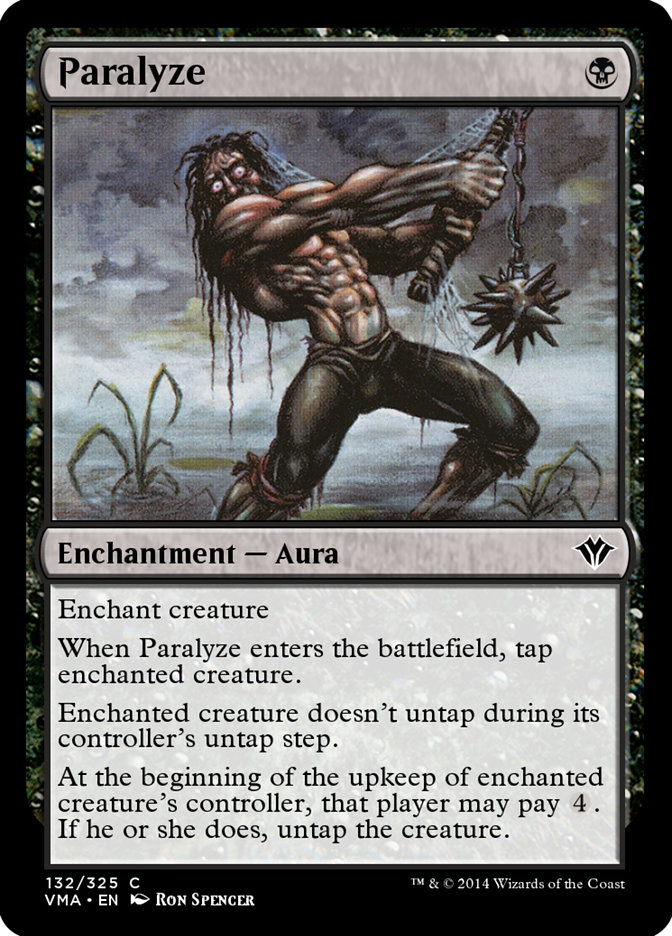 Paralyze
Enchantment — Aura
Enchant creature
When Paralyze enters the battlefield, tap
enchanted creature.
Enchanted creature doesn't untap during its
controller's untap step.
At the beginning of the upkeep of enchanted
creature's controller, that player may pay 4.
If he or she does, untap the creature.
132/325 C
™ & © 2014 Wizards of the Coast
VMA • EN Ron Spencer